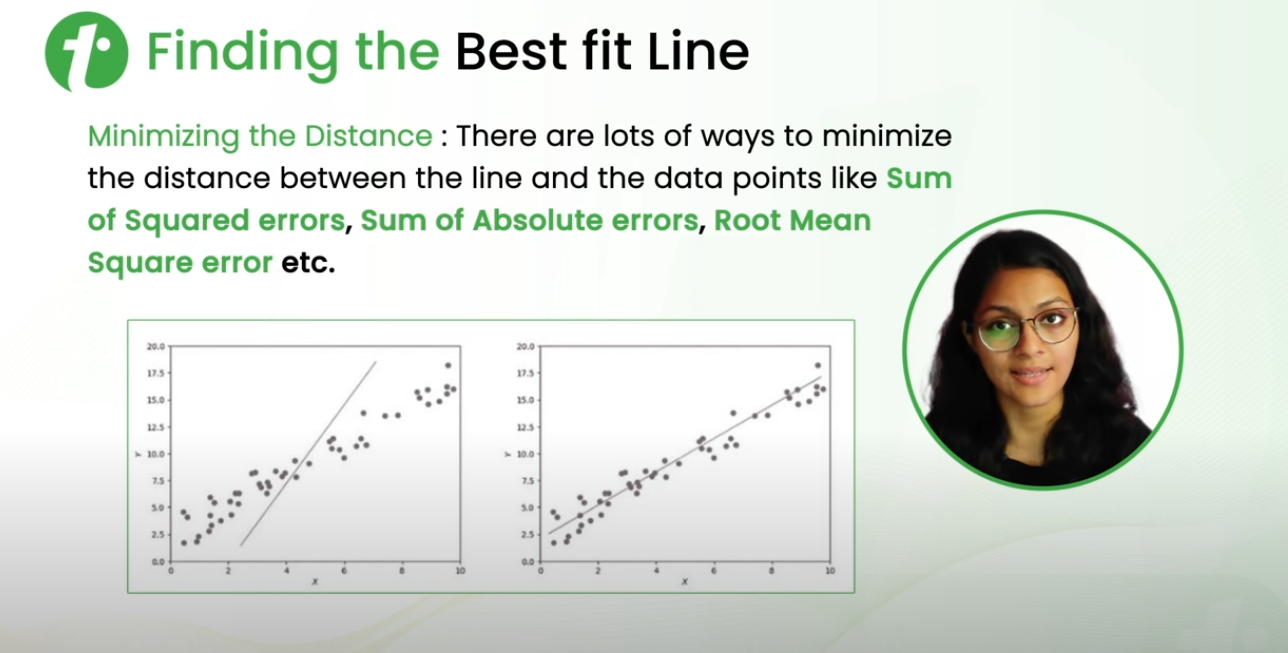 Finding the Best fit Line
Minimizing the Distance : There are lots of ways to minimize
the distance between the line and the data points like Sum
of Squared errors, Sum of Absolute errors, Root Mean
Square error etc.
20.0
17.5
15.0
12.5
10.0
7.5
5.0
2.5
0.0
Y
0 2 4 6 8 10
X
20.0
17.5
15.0
12.5
10.0
7.5
5.0
2.5
0.0
Y
0 2 4 6 8 10
X